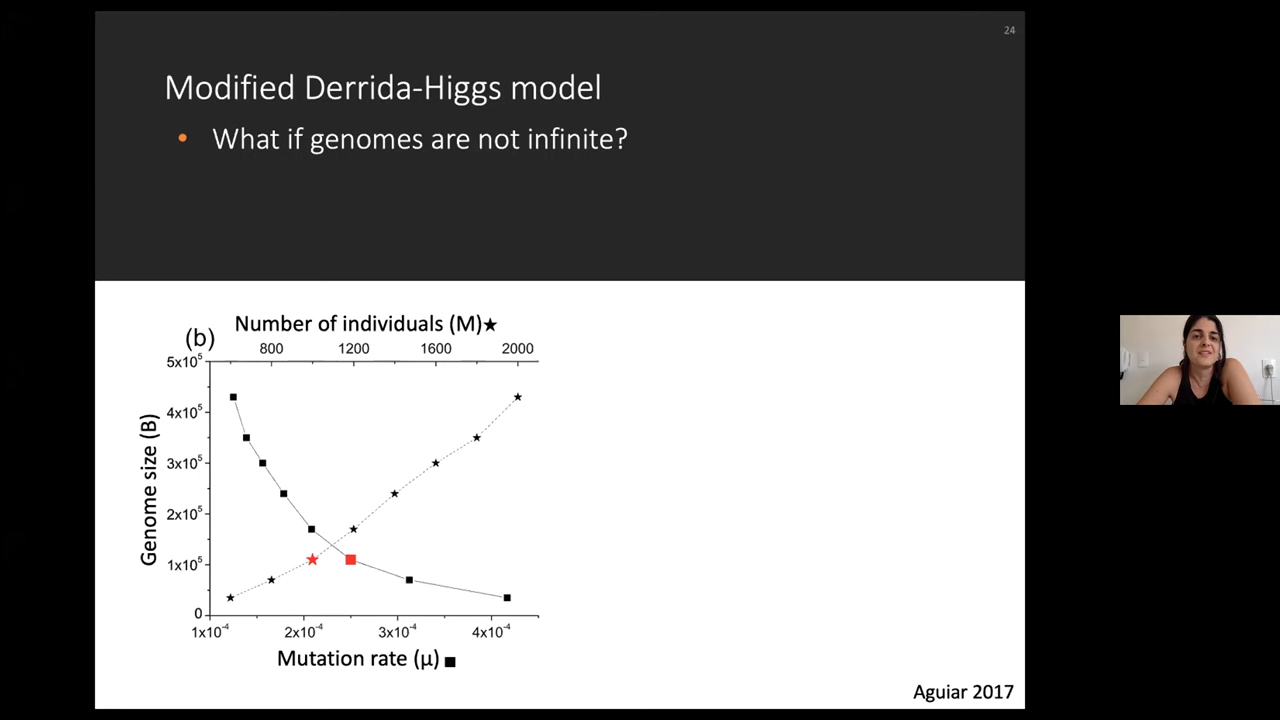 24
Modified Derrida-Higgs model
• What if genomes are not infinite?
Number of individuals (M)★
(b)
800 1200 1600 2000
5x10⁵
4x10⁵
3x10⁵
2x10⁵
1x10⁵
0
Genome size (B)
1x10⁻⁴ 2x10⁻⁴ 3x10⁻⁴ 4x10⁻⁴
Mutation rate (μ) ■
Aguiar 2017